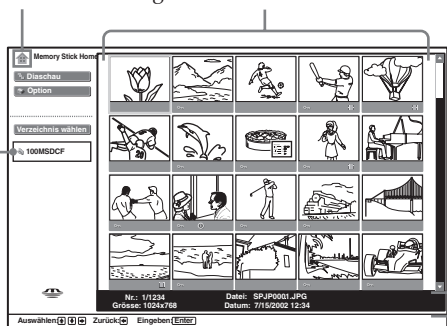 Memory Stick Home
Diaschau
Option
Verzeichnis wählen
100MSDCF
Nr.: 1/1234 Datei: SPJP0001.JPG
Grösse: 1024x768 Datum: 7/15/2002 12:34
Auswählen: Zurück: Eingeben: Enter